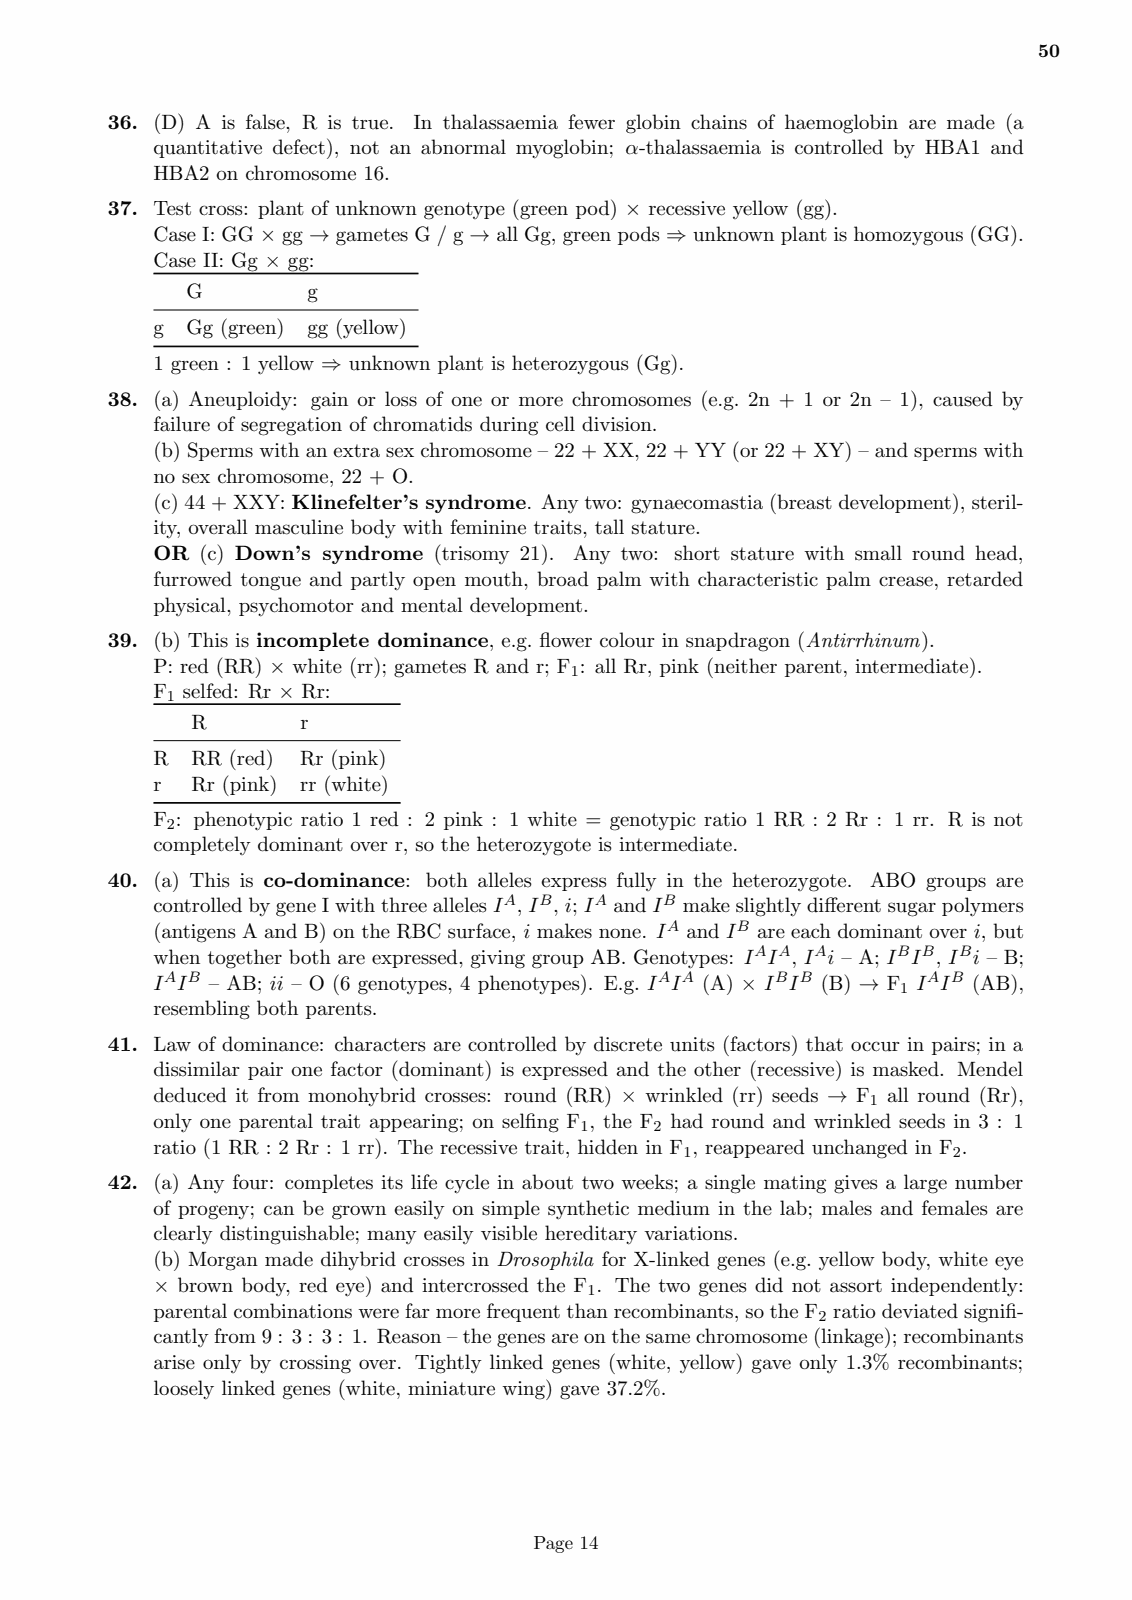 50
36. (D) A is false, R is true. In thalassaemia fewer globin chains of haemoglobin are made (a
quantitative defect), not an abnormal myoglobin; α-thalassaemia is controlled by HBA1 and
HBA2 on chromosome 16.
37. Test cross: plant of unknown genotype (green pod) × recessive yellow (gg).
Case I: GG × gg → gametes G / g → all Gg, green pods ⇒ unknown plant is homozygous (GG).
Case II: Gg × gg:
G g
g Gg (green) gg (yellow)
1 green : 1 yellow ⇒ unknown plant is heterozygous (Gg).
38. (a) Aneuploidy: gain or loss of one or more chromosomes (e.g. 2n + 1 or 2n – 1), caused by
failure of segregation of chromatids during cell division.
(b) Sperms with an extra sex chromosome – 22 + XX, 22 + YY (or 22 + XY) – and sperms with
no sex chromosome, 22 + O.
(c) 44 + XXY: Klinefelter's syndrome. Any two: gynaecomastia (breast development), steril-
ity, overall masculine body with feminine traits, tall stature.
OR (c) Down's syndrome (trisomy 21). Any two: short stature with small round head,
furrowed tongue and partly open mouth, broad palm with characteristic palm crease, retarded
physical, psychomotor and mental development.
39. (b) This is incomplete dominance, e.g. flower colour in snapdragon (Antirrhinum).
P: red (RR) × white (rr); gametes R and r; F₁: all Rr, pink (neither parent, intermediate).
F₁ selfed: Rr × Rr:
R r
R RR (red) Rr (pink)
r Rr (pink) rr (white)
F₂: phenotypic ratio 1 red : 2 pink : 1 white = genotypic ratio 1 RR : 2 Rr : 1 rr. R is not
completely dominant over r, so the heterozygote is intermediate.
40. (a) This is co-dominance: both alleles express fully in the heterozygote. ABO groups are
controlled by gene I with three alleles Iᴬ, Iᴮ, i; Iᴬ and Iᴮ make slightly different sugar polymers
(antigens A and B) on the RBC surface, i makes none. Iᴬ and Iᴮ are each dominant over i, but
when together both are expressed, giving group AB. Genotypes: IᴬIᴬ, Iᴬi – A; IᴮIᴮ, Iᴮi – B;
IᴬIᴮ – AB; ii – O (6 genotypes, 4 phenotypes). E.g. IᴬIᴬ (A) × IᴮIᴮ (B) → F₁ IᴬIᴮ (AB),
resembling both parents.
41. Law of dominance: characters are controlled by discrete units (factors) that occur in pairs; in a
dissimilar pair one factor (dominant) is expressed and the other (recessive) is masked. Mendel
deduced it from monohybrid crosses: round (RR) × wrinkled (rr) seeds → F₁ all round (Rr),
only one parental trait appearing; on selfing F₁, the F₂ had round and wrinkled seeds in 3 : 1
ratio (1 RR : 2 Rr : 1 rr). The recessive trait, hidden in F₁, reappeared unchanged in F₂.
42. (a) Any four: completes its life cycle in about two weeks; a single mating gives a large number
of progeny; can be grown easily on simple synthetic medium in the lab; males and females are
clearly distinguishable; many easily visible hereditary variations.
(b) Morgan made dihybrid crosses in Drosophila for X-linked genes (e.g. yellow body, white eye
× brown body, red eye) and intercrossed the F₁. The two genes did not assort independently:
parental combinations were far more frequent than recombinants, so the F₂ ratio deviated signifi-
cantly from 9 : 3 : 3 : 1. Reason – the genes are on the same chromosome (linkage); recombinants
arise only by crossing over. Tightly linked genes (white, yellow) gave only 1.3% recombinants;
loosely linked genes (white, miniature wing) gave 37.2%.
Page 14